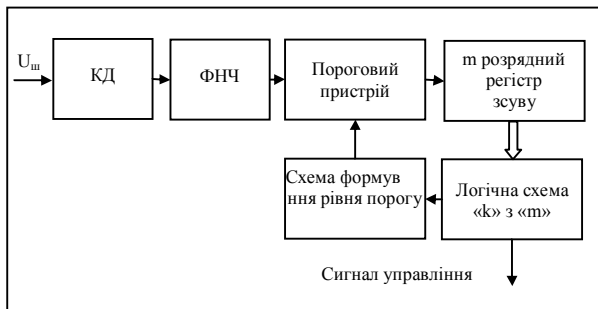 Uш
КД
ФНЧ
Пороговий
пристрій
m розрядний
регістр
зсуву
Схема формув
ння рівня порогу
Логічна схема
«k» з «m»
Сигнал управління